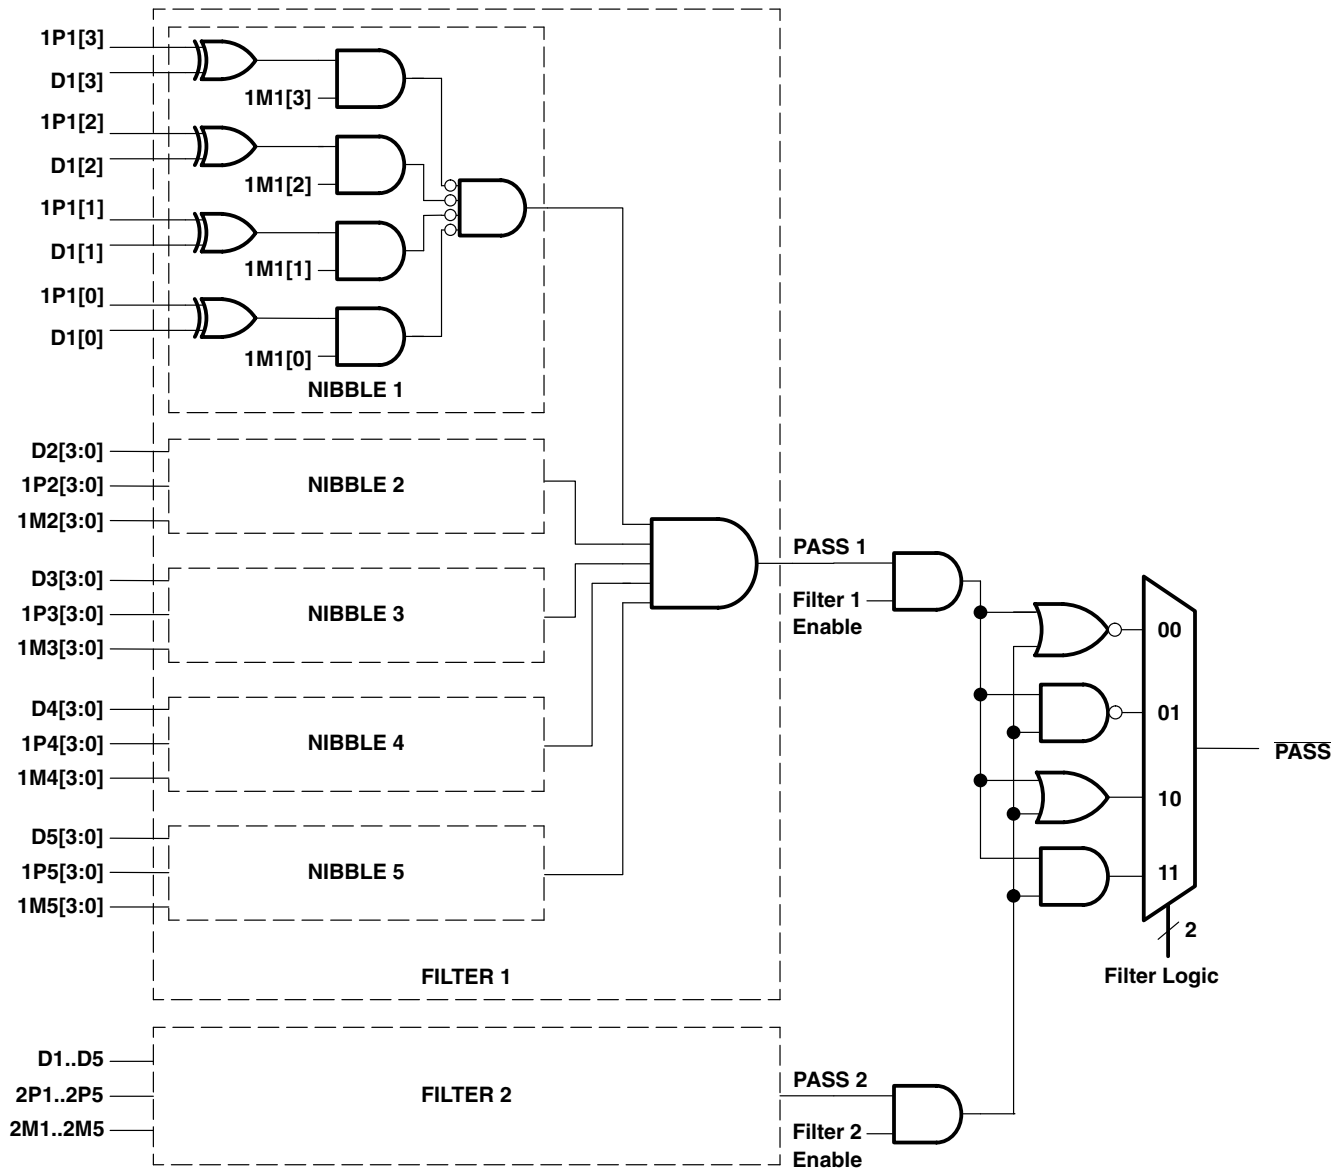 1P1[3]
D1[3]
1M1[3]
1P1[2]
D1[2]
1M1[2]
1P1[1]
D1[1]
1M1[1]
1P1[0]
D1[0]
1M1[0]
NIBBLE 1
D2[3:0]
1P2[3:0]
1M2[3:0]
NIBBLE 2
D3[3:0]
1P3[3:0]
1M3[3:0]
NIBBLE 3
D4[3:0]
1P4[3:0]
1M4[3:0]
NIBBLE 4
D5[3:0]
1P5[3:0]
1M5[3:0]
NIBBLE 5
FILTER 1
PASS 1
Filter 1
Enable
00
01
10
11
PASS
2
Filter Logic
D1..D5
2P1..2P5
2M1..2M5
FILTER 2
PASS 2
Filter 2
Enable